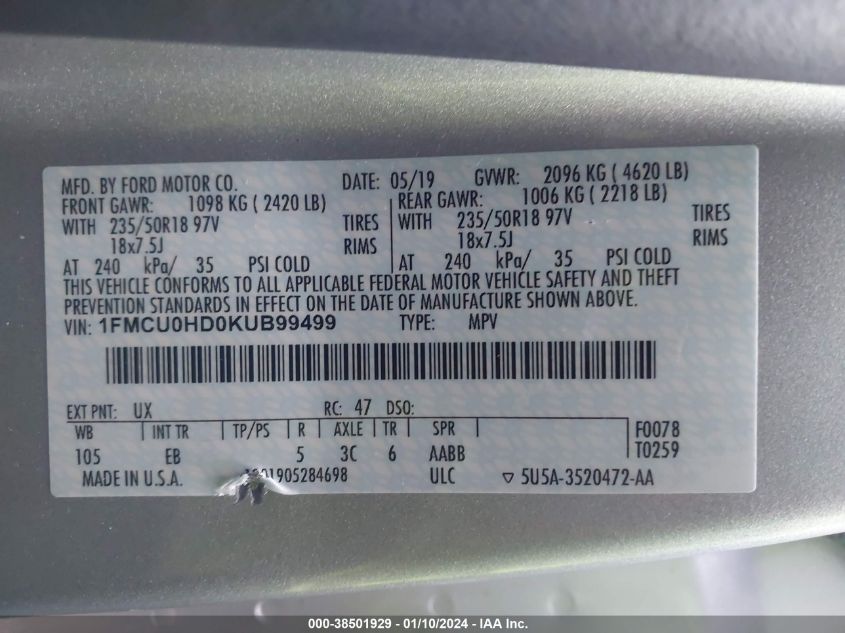 MFD. BY FORD MOTOR CO. DATE: 05/19 GVWR: 2096 KG ( 4620 LB)
FRONT GAWR: 1098 KG ( 2420 LB) REAR GAWR: 1006 KG ( 2218 LB)
WITH 235/50R18 97V TIRES WITH 235/50R18 97V TIRES
18x7.5J RIMS 18x7.5J RIMS
AT 240 kPa/ 35 PSI COLD AT 240 kPa/ 35 PSI COLD
THIS VEHICLE CONFORMS TO ALL APPLICABLE FEDERAL MOTOR VEHICLE SAFETY AND THEFT
PREVENTION STANDARDS IN EFFECT ON THE DATE OF MANUFACTURE SHOWN ABOVE.
VIN: 1FMCU0HD0KUB99499 TYPE: MPV
EXT PNT: UX RC: 47 DSO:
WB INT TR TP/PS R AXLE TR SPR F0078
105 EB 5 3C 6 AABB T0259
MADE IN U.S.A. ULC ▽ 5U5A-3520472-AA
000-38501929 - 01/10/2024 - IAA Inc.